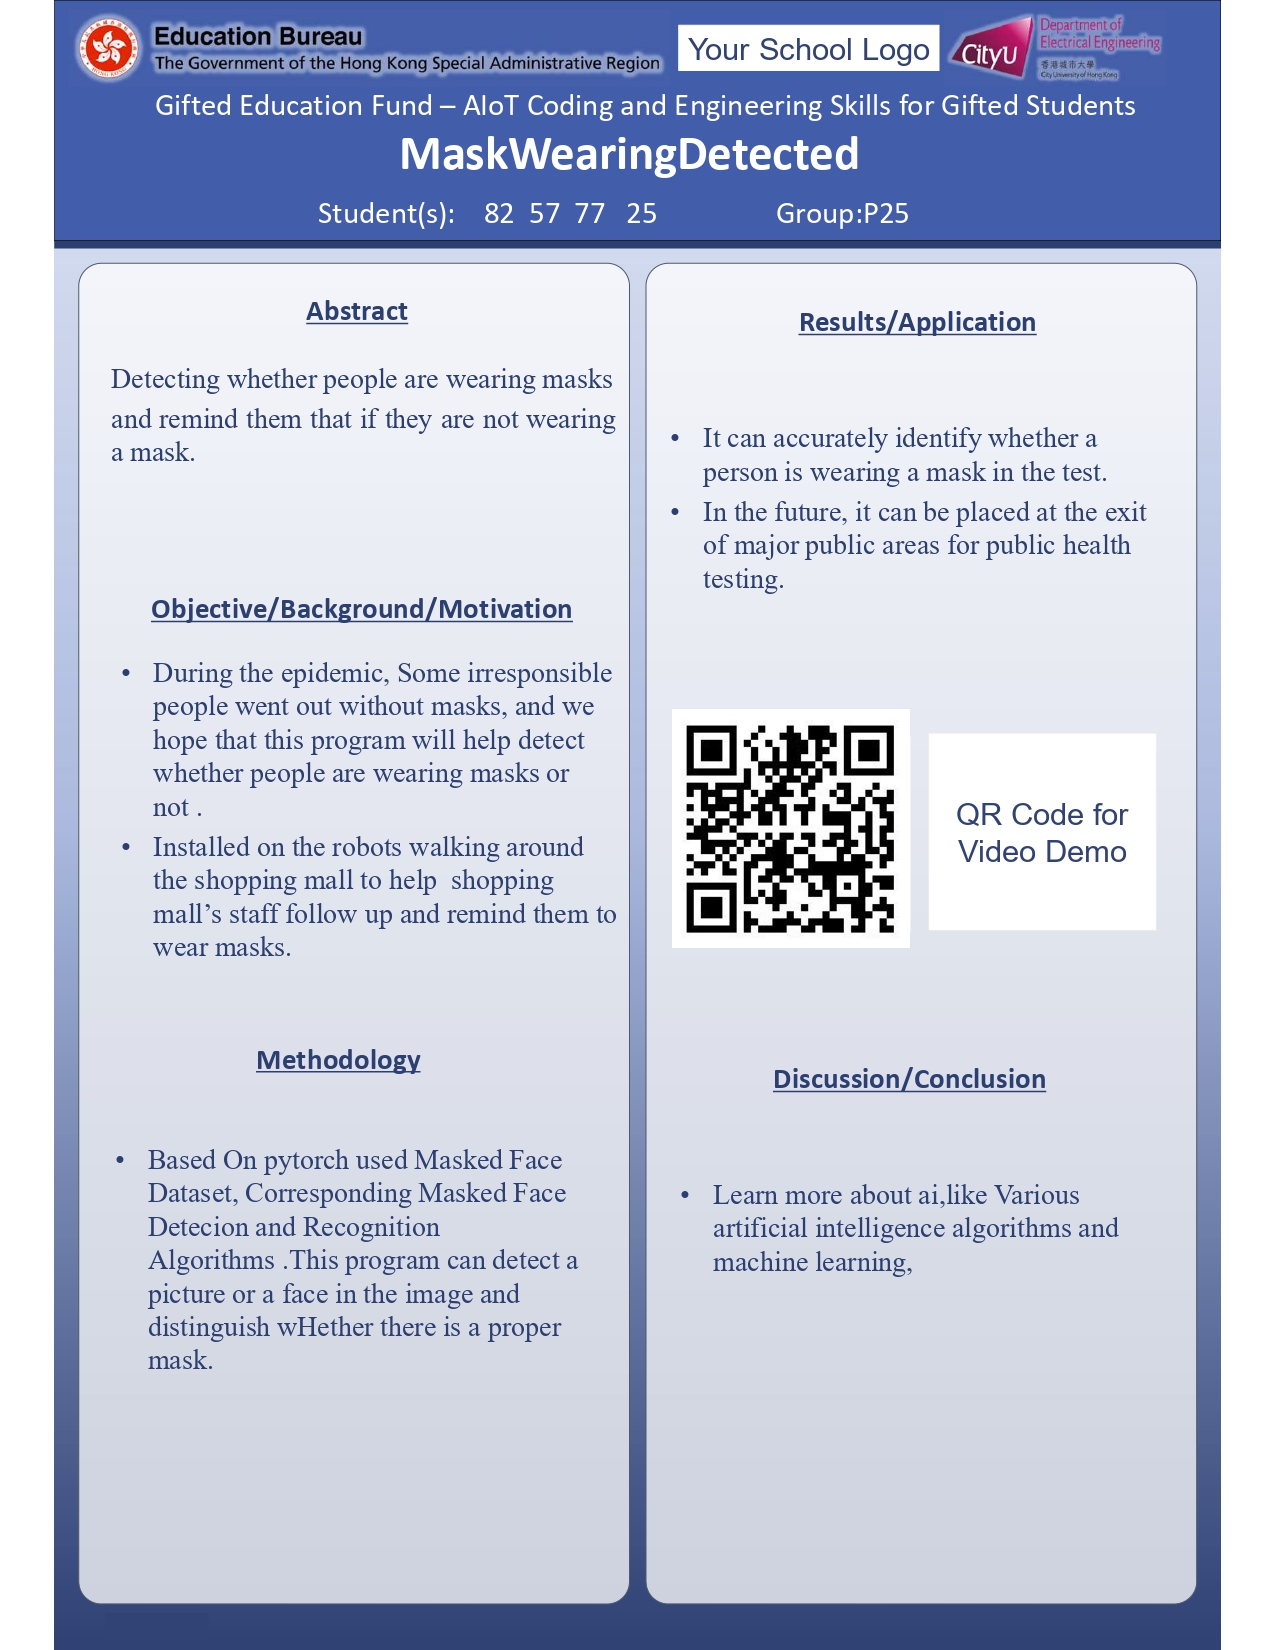 Education Bureau
The Government of the Hong Kong Special Administrative Region
Your School Logo
CityU
Department of
Electrical Engineering
香港城市大學
City University of Hong Kong
Gifted Education Fund – AIoT Coding and Engineering Skills for Gifted Students
MaskWearingDetected
Student(s): 82 57 77 25 Group:P25
Abstract
Detecting whether people are wearing masks
and remind them that if they are not wearing
a mask.
Objective/Background/Motivation
• During the epidemic, Some irresponsible
people went out without masks, and we
hope that this program will help detect
whether people are wearing masks or
not .
• Installed on the robots walking around
the shopping mall to help shopping
mall’s staff follow up and remind them to
wear masks.
Methodology
• Based On pytorch used Masked Face
Dataset, Corresponding Masked Face
Detecion and Recognition
Algorithms .This program can detect a
picture or a face in the image and
distinguish wHether there is a proper
mask.
Results/Application
• It can accurately identify whether a
person is wearing a mask in the test.
• In the future, it can be placed at the exit
of major public areas for public health
testing.
QR Code for
Video Demo
Discussion/Conclusion
• Learn more about ai,like Various
artificial intelligence algorithms and
machine learning,